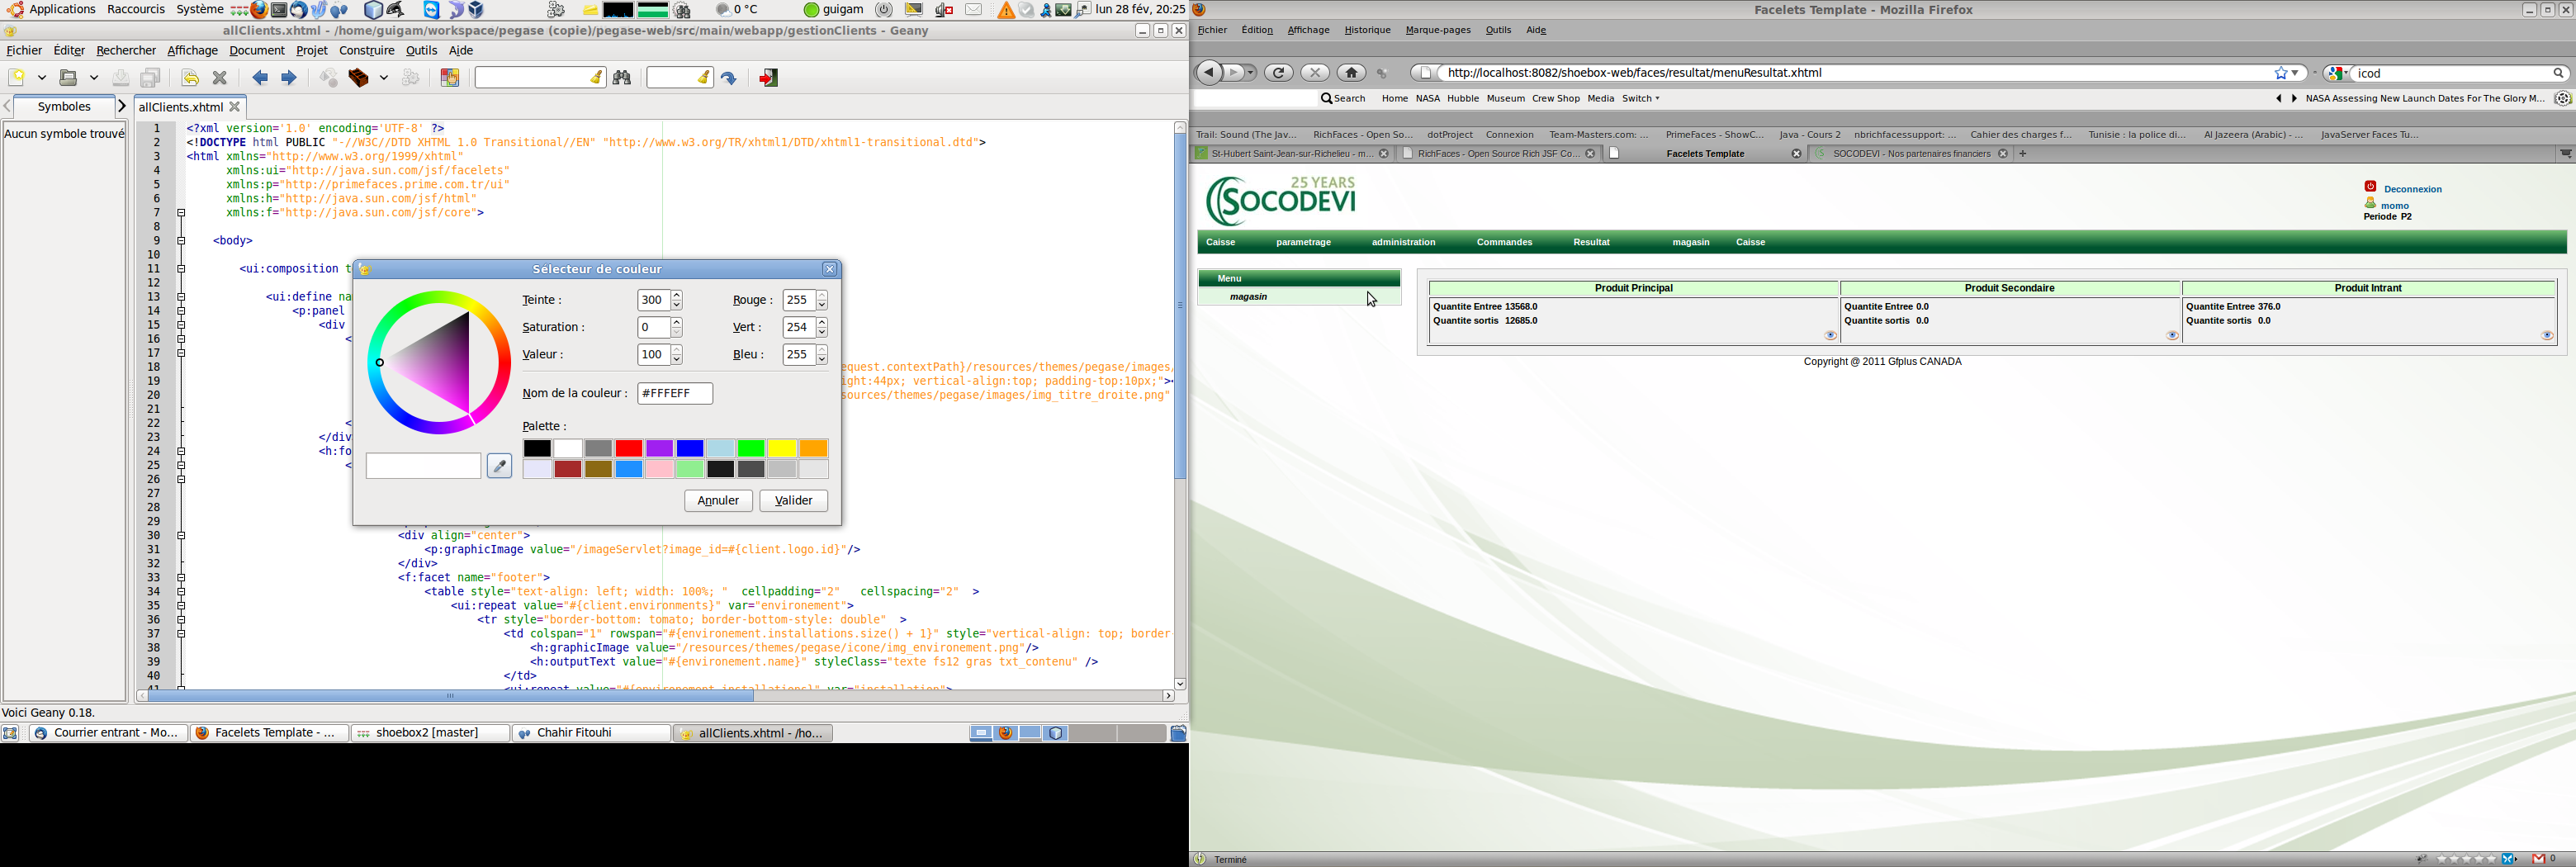 Applications Raccourcis Système 0 °C guigam lun 28 fév, 20:25
allClients.xhtml - /home/guigam/workspace/pegase (copie)/pegase-web/src/main/webapp/gestionClients - Geany
Fichier Éditer Rechercher Affichage Document Projet Construire Outils Aide
Symboles allClients.xhtml
Aucun symbole trouvé
1 <?xml version='1.0' encoding='UTF-8' ?>
2 <!DOCTYPE html PUBLIC "-//W3C//DTD XHTML 1.0 Transitional//EN" "http://www.w3.org/TR/xhtml1/DTD/xhtml1-transitional.dtd">
3 <html xmlns="http://www.w3.org/1999/xhtml"
4 xmlns:ui="http://java.sun.com/jsf/facelets"
5 xmlns:p="http://primefaces.prime.com.tr/ui"
6 xmlns:h="http://java.sun.com/jsf/html"
7 xmlns:f="http://java.sun.com/jsf/core">
8
9 <body>
10
11 <ui:composition t
12
13 <ui:define na
14 <p:panel
15 <div
16 <
17
18 equest.contextPath}/resources/themes/pegase/images,
19 ight:44px; vertical-align:top; padding-top:10px;">
20 sources/themes/pegase/images/img_titre_droite.png"
21
22 <
23 </div
24 <h:fo
25 <
26
27
28
29
30 <div align="center">
31 <p:graphicImage value="/imageServlet?image_id=#{client.logo.id}"/>
32 </div>
33 <f:facet name="footer">
34 <table style="text-align: left; width: 100%; " cellpadding="2" cellspacing="2" >
35 <ui:repeat value="#{client.environments}" var="environement">
36 <tr style="border-bottom: tomato; border-bottom-style: double" >
37 <td colspan="1" rowspan="#{environement.installations.size() + 1}" style="vertical-align: top; border-
38 <h:graphicImage value="/resources/themes/pegase/icone/img_environement.png"/>
39 <h:outputText value="#{environement.name}" styleClass="texte fs12 gras txt_contenu" />
40 </td>
41 <ui:repeat value="#{environement.installations}" var="installation">
Sélecteur de couleur
Teinte : 300 Rouge : 255
Saturation : 0 Vert : 254
Valeur : 100 Bleu : 255
Nom de la couleur : #FFFEFF
Palette :
Annuler Valider
Voici Geany 0.18.
Courrier entrant - Mo... Facelets Template - ... shoebox2 [master] Chahir Fitouhi allClients.xhtml - /ho...
Facelets Template - Mozilla Firefox
Fichier Édition Affichage Historique Marque-pages Outils Aide
http://localhost:8082/shoebox-web/faces/resultat/menuResultat.xhtml icod
Search Home NASA Hubble Museum Crew Shop Media Switch NASA Assessing New Launch Dates For The Glory M...
Trail: Sound (The Jav... RichFaces - Open So... dotProject Connexion Team-Masters.com: ... PrimeFaces - ShowC... Java - Cours 2 nbrichfacessupport: ... Cahier des charges f... Tunisie : la police di... Al Jazeera (Arabic) - ... JavaServer Faces Tu...
St-Hubert Saint-Jean-sur-Richelieu - m... RichFaces - Open Source Rich JSF Co... Facelets Template SOCODEVI - Nos partenaires financiers
25 YEARS
SOCODEVI
Deconnexion
momo
Periode P2
Caisse parametrage administration Commandes Resultat magasin Caisse
Menu
magasin
Produit Principal Produit Secondaire Produit Intrant
Quantite Entree 13568.0 Quantite Entree 0.0 Quantite Entree 376.0
Quantite sortis 12685.0 Quantite sortis 0.0 Quantite sortis 0.0
Copyright @ 2011 Gfplus CANADA
Terminé 0